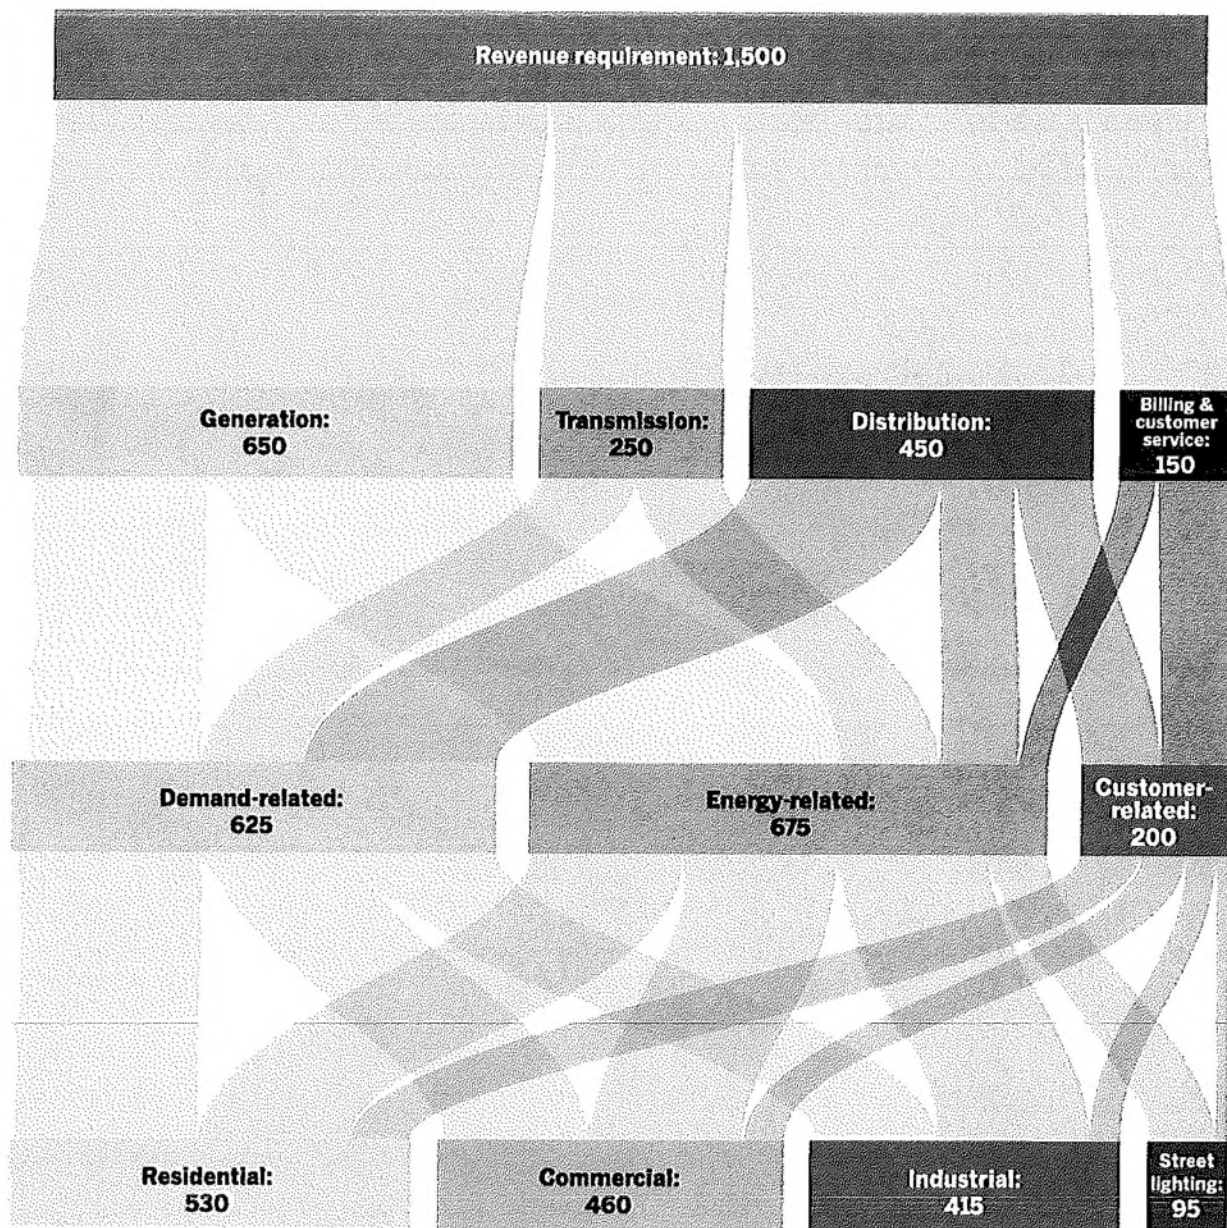 Revenue requirement: 1,500
Generation:
650
Transmission:
250
Distribution:
450
Billing &
customer
service:
150
Demand-related:
625
Energy-related:
675
Customer-
related:
200
Residential:
530
Commercial:
460
Industrial:
415
Street
lighting:
95